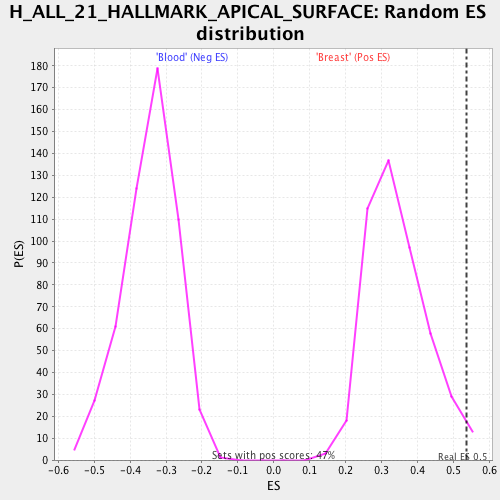 H_ALL_21_HALLMARK_APICAL_SURFACE: Random ES
distribution
'Blood' (Neg ES) 'Breast' (Pos ES)
180
170
160
150
140
130
120
110
100
90
80
70
60
50
40
30
20
10
0
P(ES)
Sets with pos scores: 47%
Real ES 0.5
-0.6 -0.5 -0.4 -0.3 -0.2 -0.1 0.0 0.1 0.2 0.3 0.4 0.5 0.6
ES